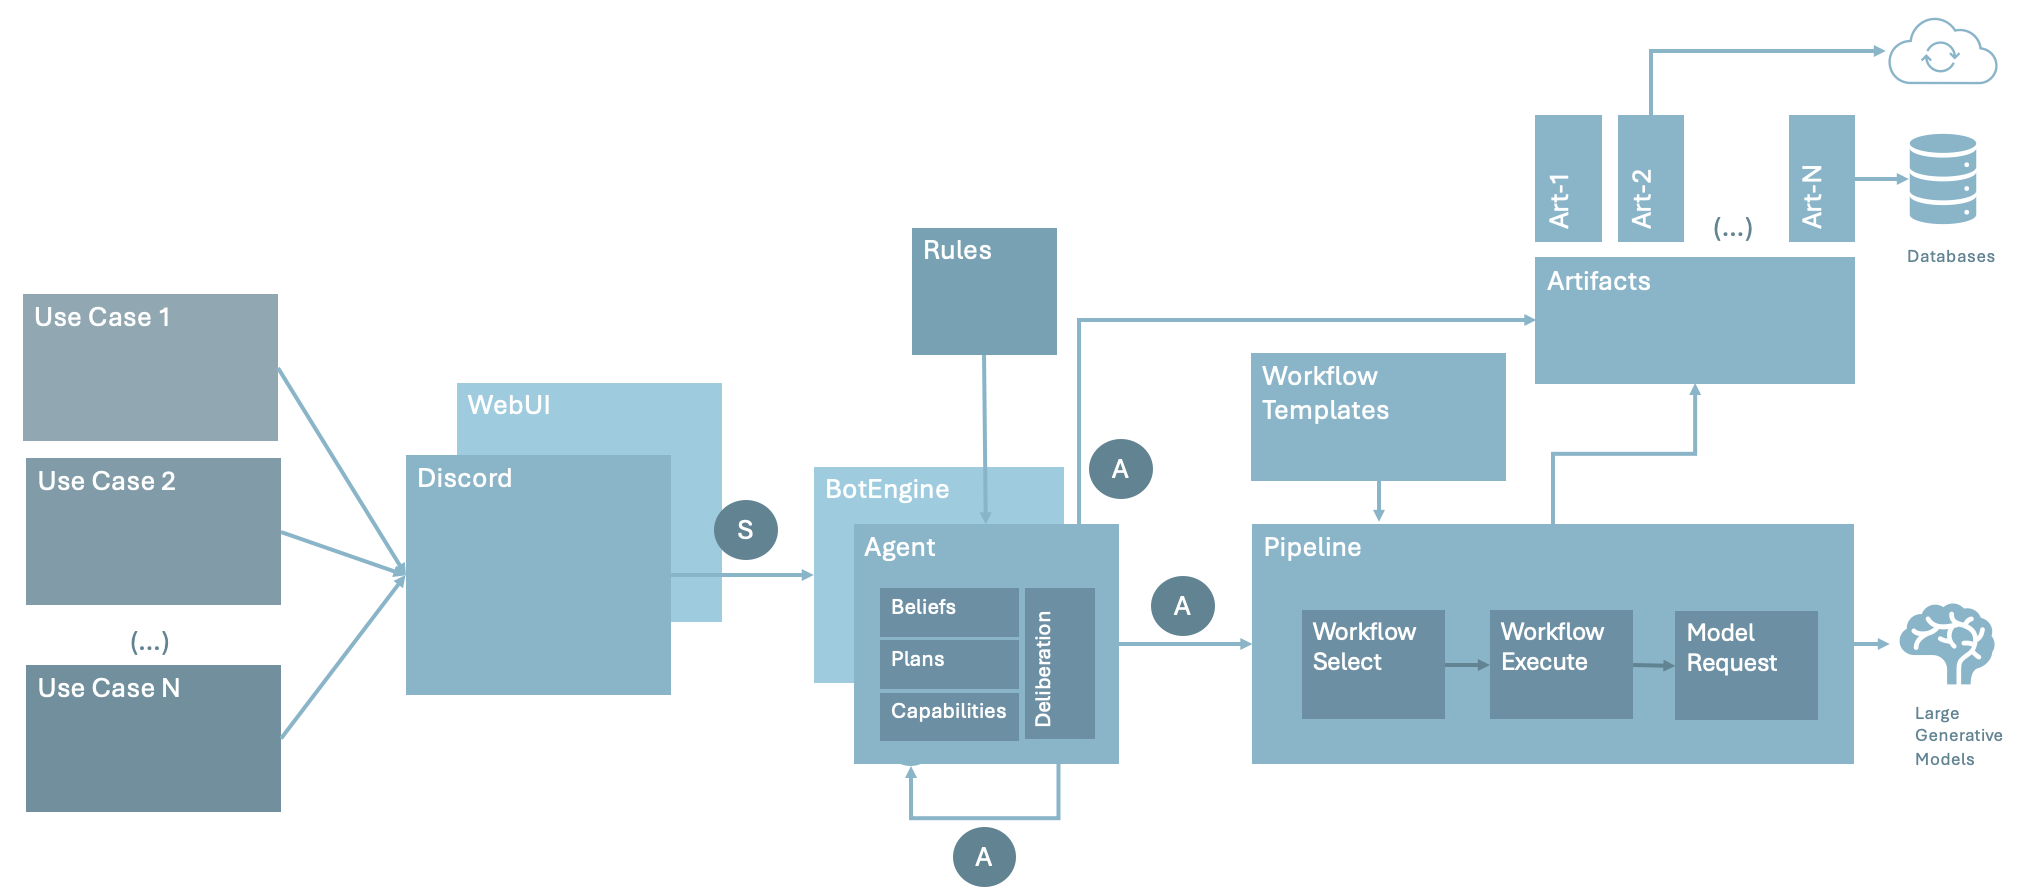 Use Case 1
Use Case 2
(...)
Use Case N
WebUI
Discord
S
Rules
BotEngine
Agent
Beliefs
Plans
Capabilities
Deliberation
A
A
A
Workflow
Templates
Pipeline
Workflow
Select
Workflow
Execute
Model
Request
Art-1
Art-2
(...)
Art-N
Artifacts
Databases
Large
Generative
Models